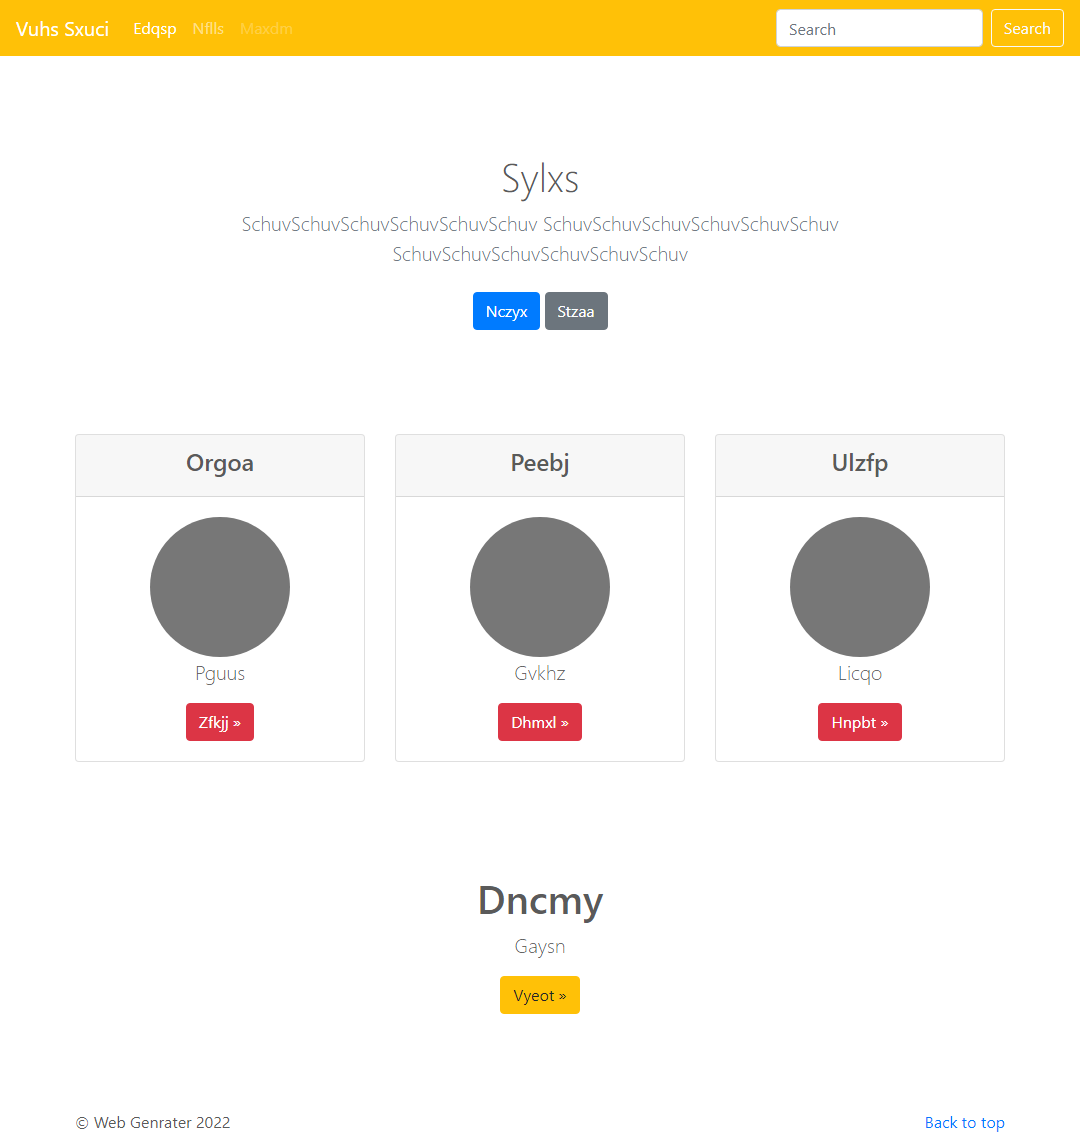 Vuhs Sxuci Edqsp Nflls Maxdm Search Search
Sylxs
SchuvSchuvSchuvSchuvSchuvSchuv SchuvSchuvSchuvSchuvSchuvSchuv
SchuvSchuvSchuvSchuvSchuvSchuv
Nczyx Stzaa
Orgoa Peebj Ulzfp
Pguus Gvkhz Licqo
Zfkjj » Dhmxl » Hnpbt »
Dncmy
Gaysn
Vyeot »
© Web Genrater 2022 Back to top